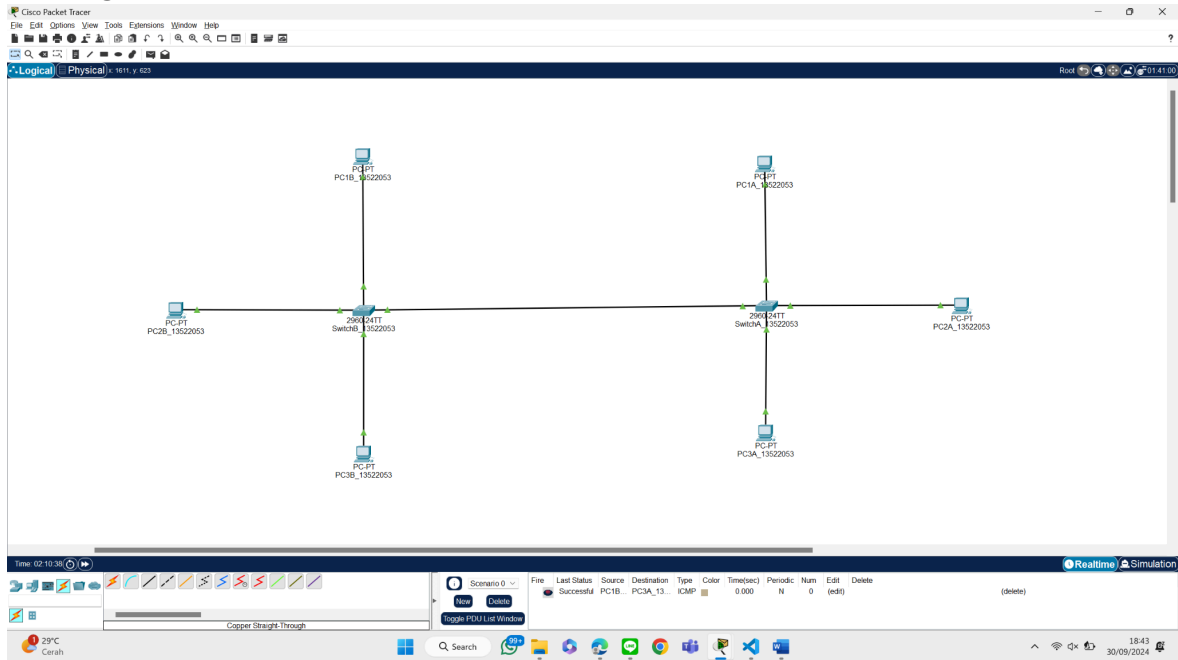 Cisco Packet Tracer
File Edit Options View Tools Extensions Window Help
?
Logical Physical x: 1611, y: 623 Root 01:41:00
PC-PT
PC1B_13522053
PC-PT
PC1A_13522053
PC-PT
PC2B_13522053
2960-24TT
SwitchB_13522053
2960-24TT
SwitchA_13522053
PC-PT
PC2A_13522053
PC-PT
PC3A_13522053
PC-PT
PC3B_13522053
Time: 02:10:38 Realtime Simulation
Scenario 0 Fire Last Status Source Destination Type Color Time(sec) Periodic Num Edit Delete
Successful PC1B... PC3A_13... ICMP 0.000 N 0 (edit) (delete)
New Delete
Toggle PDU List Window
Copper Straight-Through
1 29°C
Cerah
Search
99+
LINE
18:43
30/09/2024